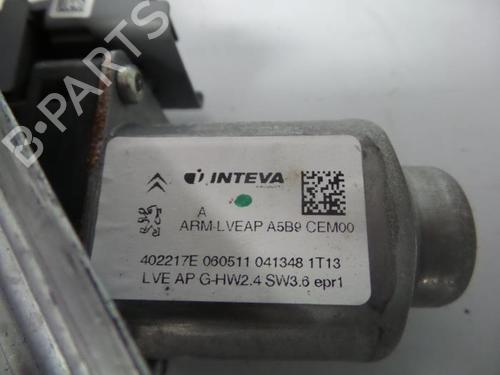 INTEVA
A
ARM-LVEAP A5B9 CEM00
402217E 060511 041348 1T13
LVE AP G-HW2.4 SW3.6 epr1
B-PARTS